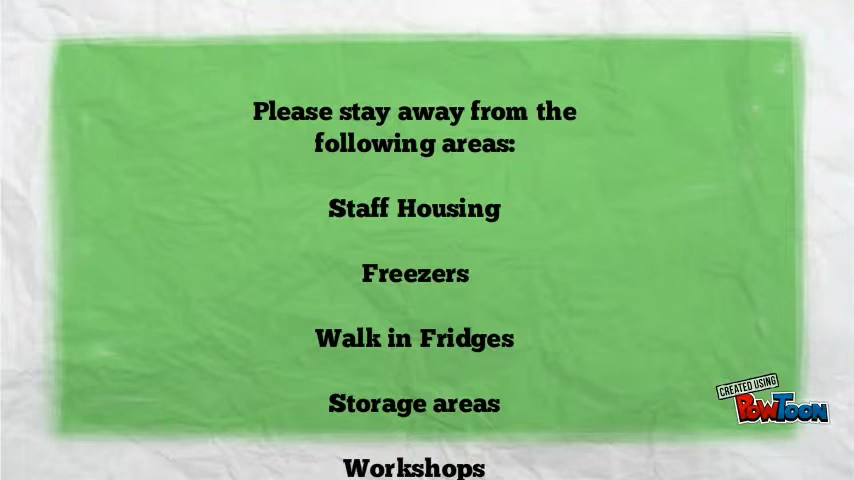 Please stay away from the
following areas:
Staff Housing
Freezers
Walk in Fridges
Storage areas
CREATED USING
POWTOON
Workshops